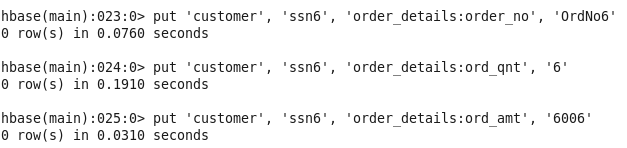 hbase(main):023:0> put 'customer', 'ssn6', 'order_details:order_no', 'OrdNo6'
0 row(s) in 0.0760 seconds
hbase(main):024:0> put 'customer', 'ssn6', 'order_details:ord_qnt', '6'
0 row(s) in 0.1910 seconds
hbase(main):025:0> put 'customer', 'ssn6', 'order_details:ord_amt', '6006'
0 row(s) in 0.0310 seconds